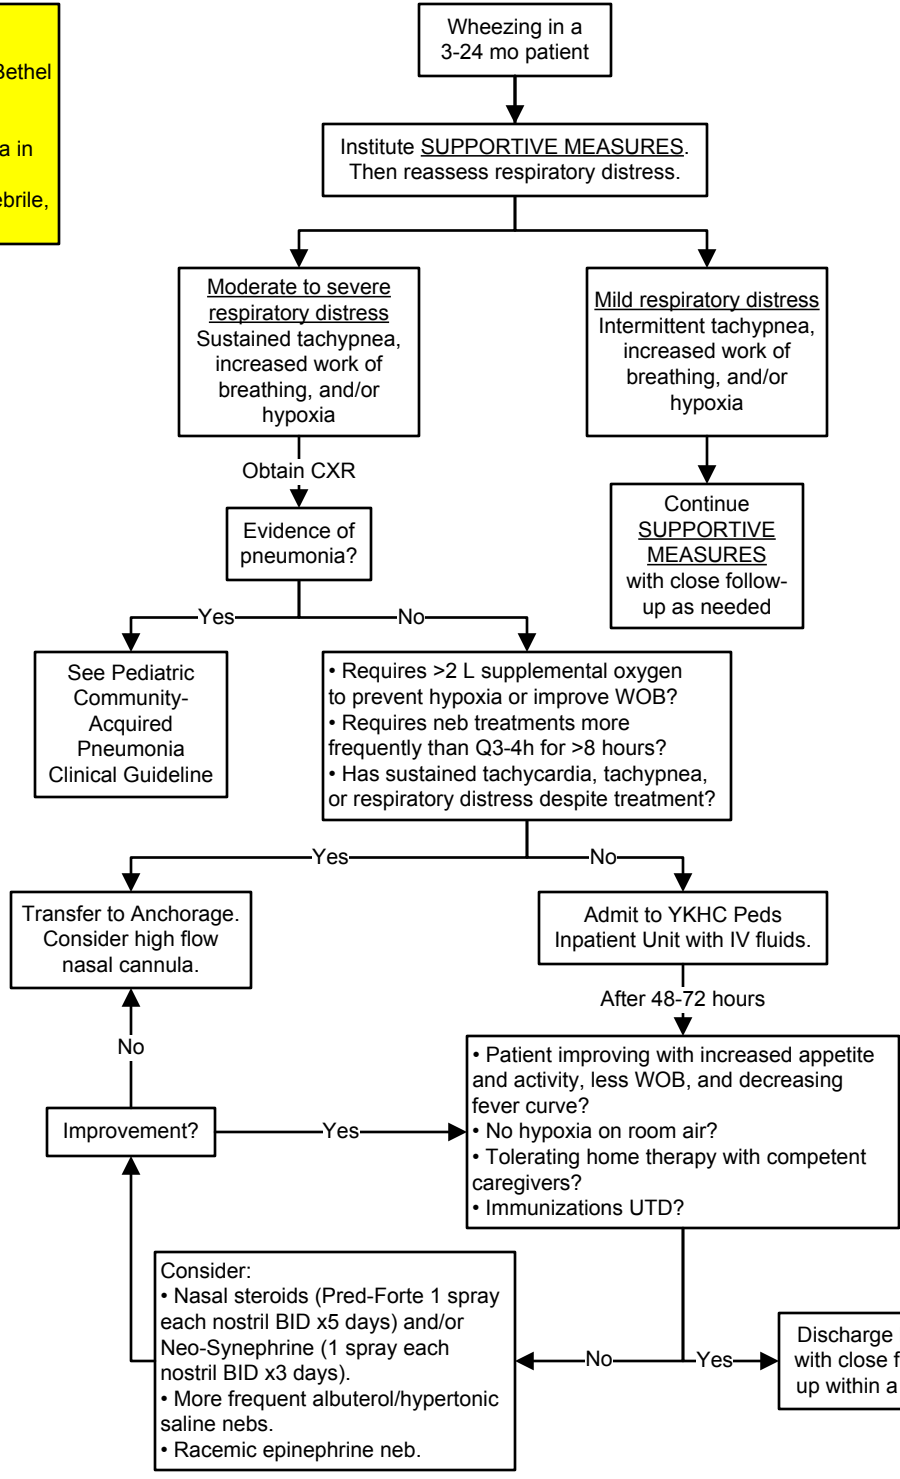 Bethel
a in
ebrile,
Wheezing in a
3-24 mo patient
Institute SUPPORTIVE MEASURES.
Then reassess respiratory distress.
Moderate to severe
respiratory distress
Sustained tachypnea,
increased work of
breathing, and/or
hypoxia
Mild respiratory distress
Intermittent tachypnea,
increased work of
breathing, and/or
hypoxia
Obtain CXR
Continue
SUPPORTIVE
MEASURES
with close follow-
up as needed
Evidence of
pneumonia?
Yes
No
See Pediatric
Community-
Acquired
Pneumonia
Clinical Guideline
• Requires >2 L supplemental oxygen
to prevent hypoxia or improve WOB?
• Requires neb treatments more
frequently than Q3-4h for >8 hours?
• Has sustained tachycardia, tachypnea,
or respiratory distress despite treatment?
Yes
No
Transfer to Anchorage.
Consider high flow
nasal cannula.
Admit to YKHC Peds
Inpatient Unit with IV fluids.
After 48-72 hours
No
• Patient improving with increased appetite
and activity, less WOB, and decreasing
fever curve?
• No hypoxia on room air?
• Tolerating home therapy with competent
caregivers?
• Immunizations UTD?
Improvement?
Yes
Consider:
• Nasal steroids (Pred-Forte 1 spray
each nostril BID x5 days) and/or
Neo-Synephrine (1 spray each
nostril BID x3 days).
• More frequent albuterol/hypertonic
saline nebs.
• Racemic epinephrine neb.
No
Yes
Discharge
with close f
up within a